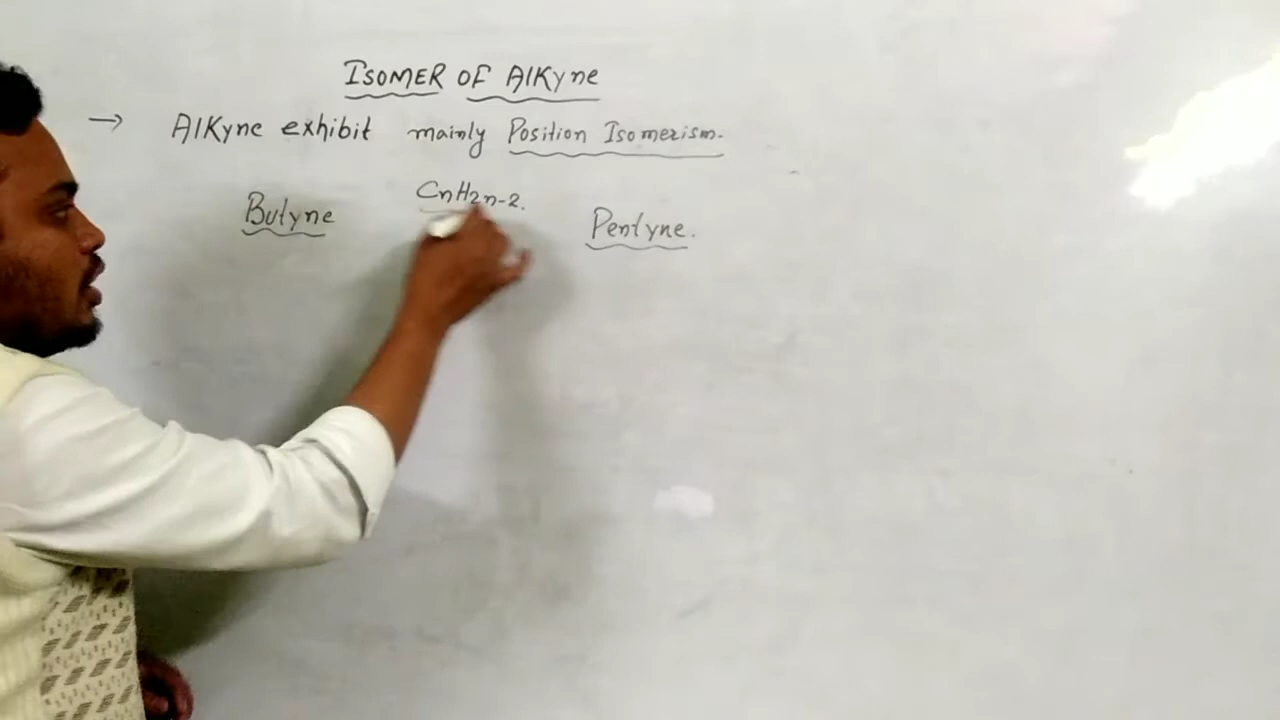 ISOMER OF AlKyne
→ AlKyne exhibit mainly Position Isomerism.
CnH2n-2.
Butyne
Pentyne.